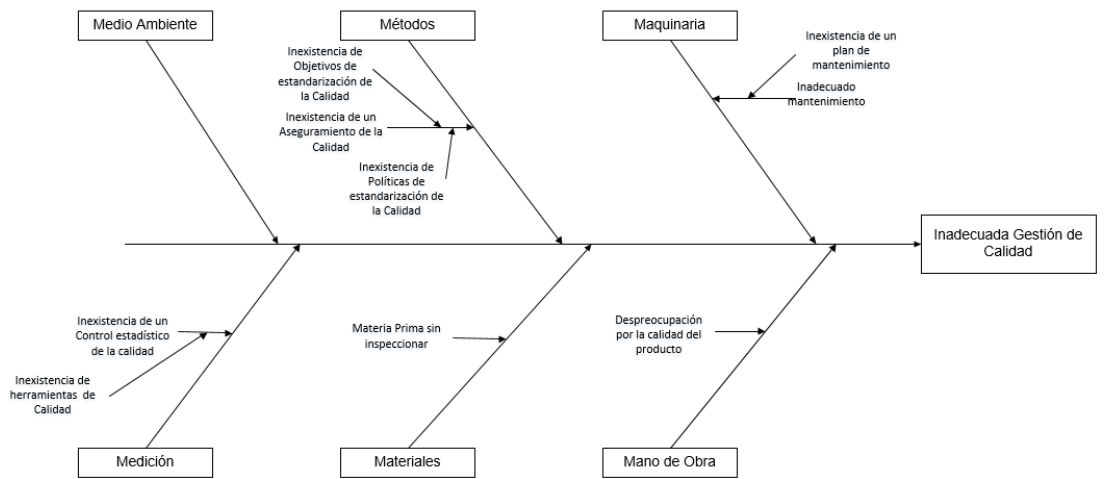 Medio Ambiente
Métodos
Maquinaria
Inexistencia de
Objetivos de
estandarización de
la Calidad
Inexistencia de un
plan de
mantenimiento
Inadecuado
mantenimiento
Inexistencia de un
Aseguramiento de la
Calidad
Inexistencia de
Políticas de
estandarización de
la Calidad
Inadecuada Gestión de
Calidad
Inexistencia de un
Control estadístico
de la calidad
Materia Prima sin
inspeccionar
Despreocupación
por la calidad del
producto
Inexistencia de
herramientas de
Calidad
Medición
Materiales
Mano de Obra